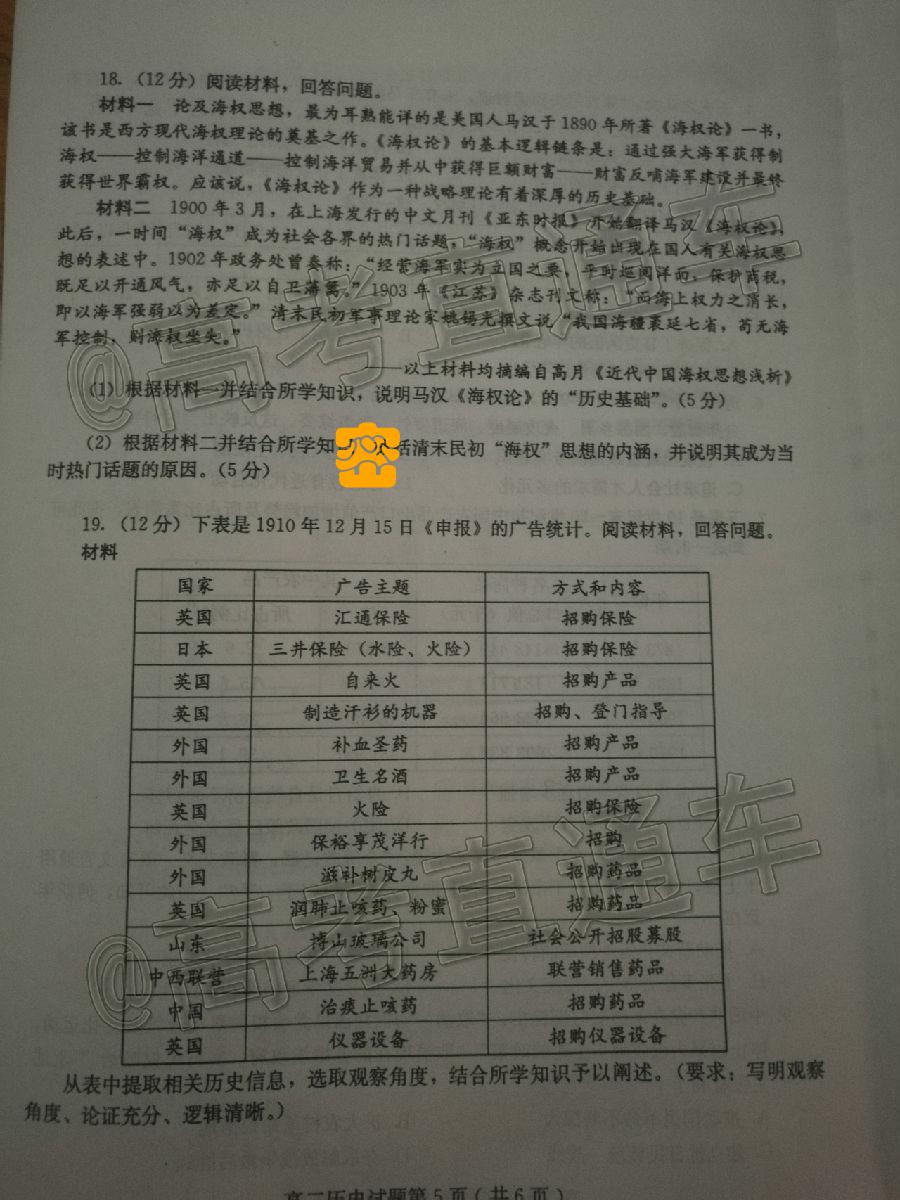 18. (12分) 阅读材料，回答问题。
材料一 论及海权思想，最为耳熟能详的是美国人马汉于1890年所著《海权论》一书，
该书是西方现代海权理论的奠基之作。《海权论》的基本逻辑链条是：通过强大海军获得制
海权——控制海洋通道——控制海洋贸易并从中获得巨额财富——财富反哺海军建设并最终
获得世界霸权。应该说，《海权论》作为一种战略理论有着深厚的历史基础。
材料二 1900年3月，在上海发行的中文月刊《亚东时报》开始翻译马汉《海权论》，
此后，一时间“海权”成为社会各界的热门话题，“海权”概念开始出现在国人有关海权思
想的表述中。1902年政务处曾奏称：“经营海军实为立国之要，平时巡阅洋面，保护商税，
既足以开通风气，亦足以自卫藩篱。”1903年《江苏》杂志刊文称：“而海上权力之消长，
即以海军强弱以为差定。”清末民初军事理论家姚锡光撰文说“我国海疆袤延七省，苟无海
军控制，则海权坐失。”
——以上材料均摘编自高月《近代中国海权思想浅析》
(1) 根据材料一并结合所学知识，说明马汉《海权论》的“历史基础”。(5分)
(2) 根据材料二并结合所学知 括清末民初“海权”思想的内涵，并说明其成为当
时热门话题的原因。(5分)
19. (12分) 下表是1910年12月15日《申报》的广告统计。阅读材料，回答问题。
材料
国家 广告主题 方式和内容
英国 汇通保险 招购保险
日本 三井保险（水险、火险） 招购保险
英国 自来火 招购产品
英国 制造汗衫的机器 招购、登门指导
外国 补血圣药 招购产品
外国 卫生名酒 招购产品
英国 火险 招购保险
外国 保裕享茂洋行 招购
外国 滋补树皮丸 招购药品
英国 润肺止咳药、粉蜜 招购药品
山东 博山玻璃公司 社会公开招股募股
中西联营 上海五洲大药房 联营销售药品
中国 治痰止咳药 招购药品
英国 仪器设备 招购仪器设备
从表中提取相关历史信息，选取观察角度，结合所学知识予以阐述。（要求：写明观察
角度、论证充分、逻辑清晰。）
高二历史试题第5页（共6页）
@高考直通车
@高考直通车